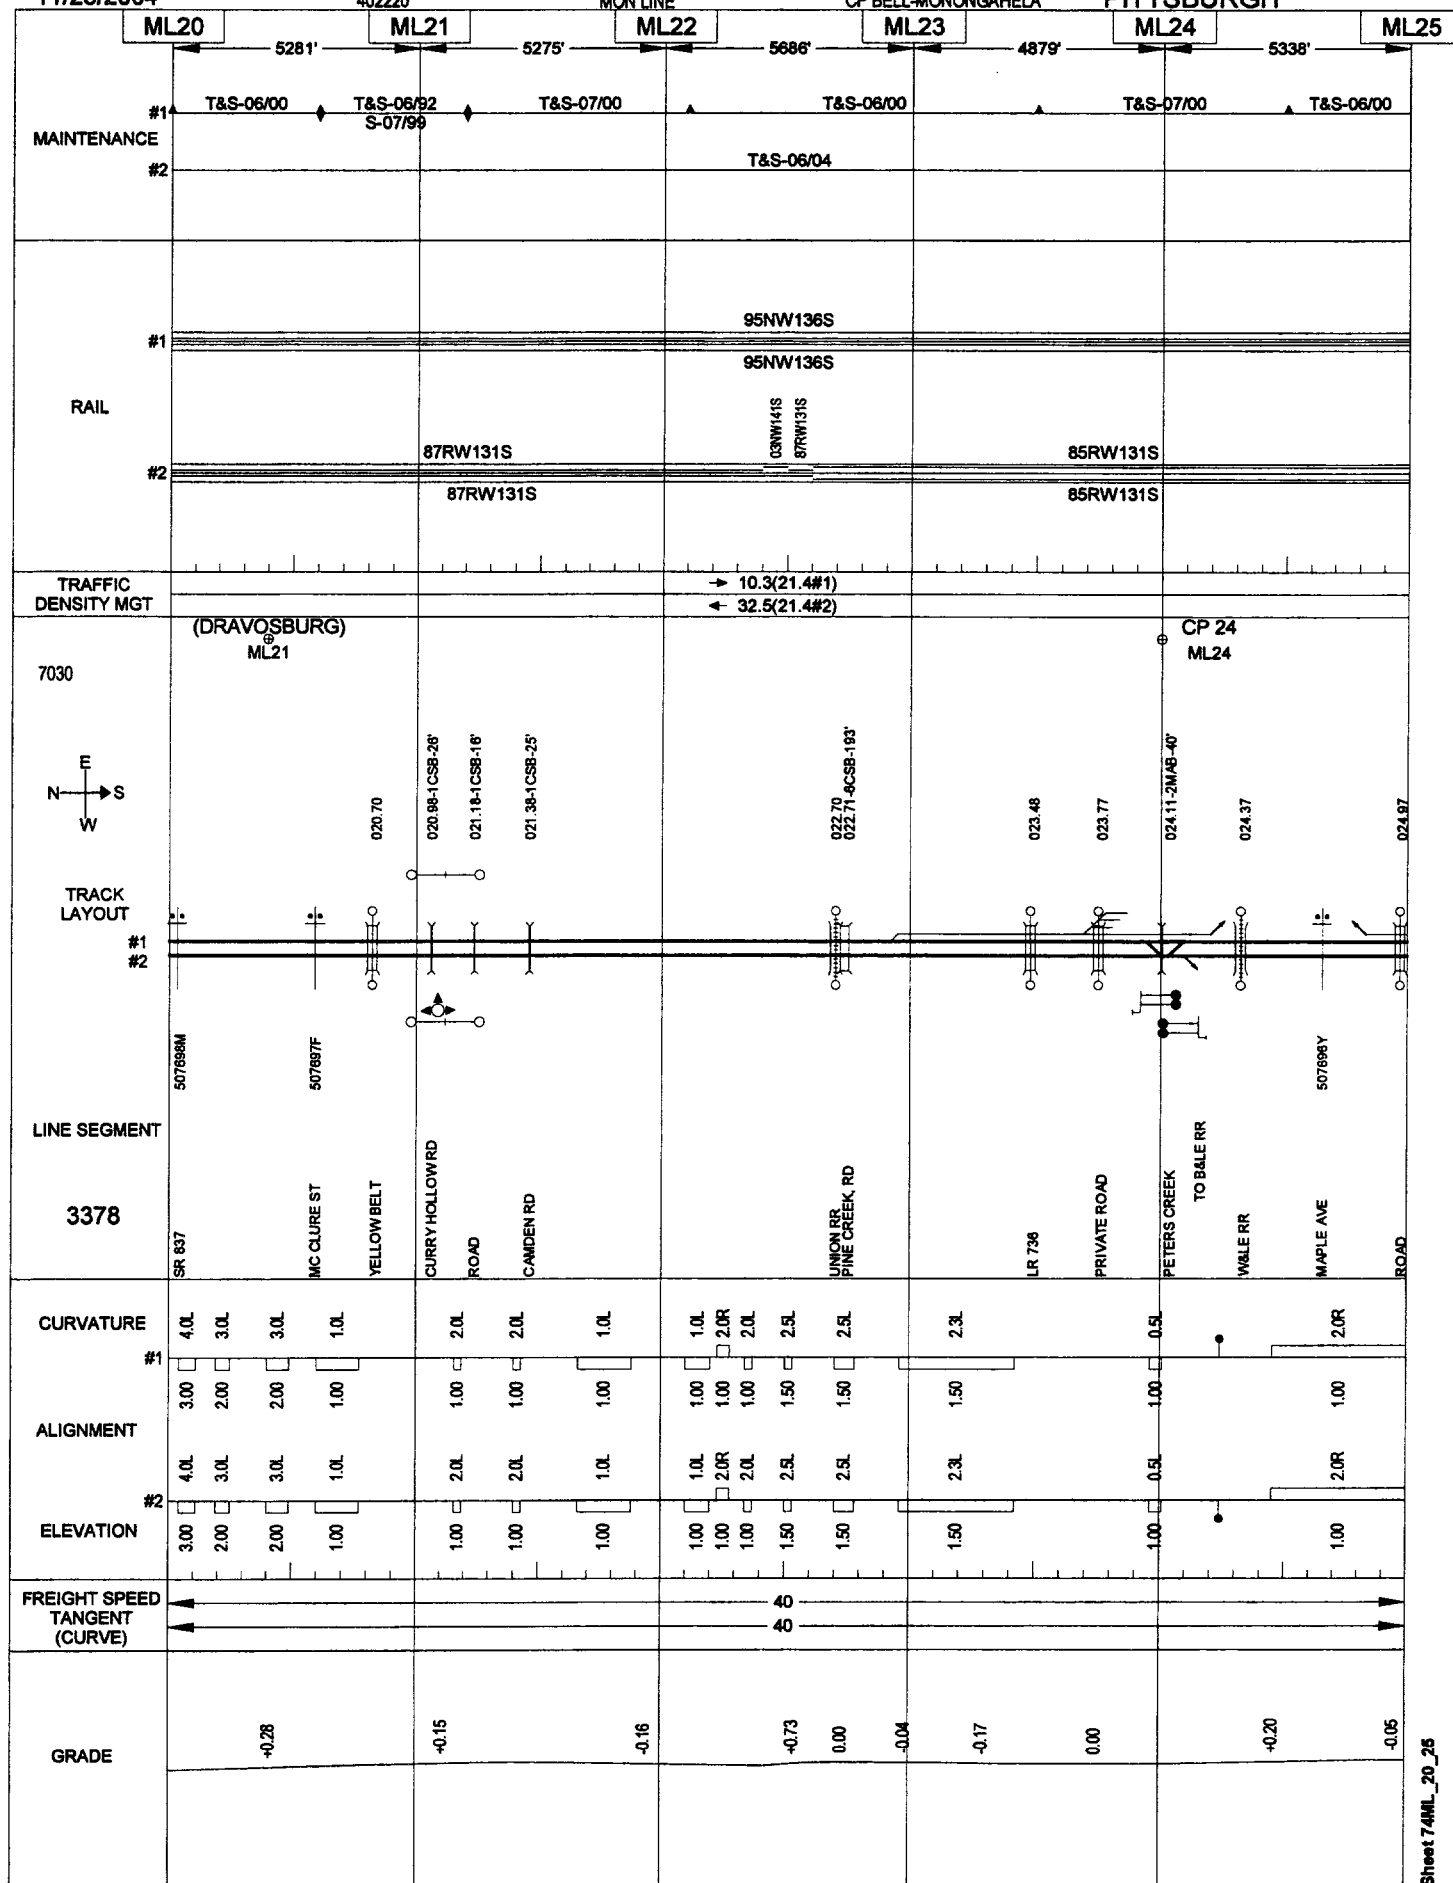 402220 MON LINE CP BELL-MONONGAHELA PITTSBURGH
ML20 ML21 ML22 ML23 ML24 ML25
5281' 5275' 5686' 4879' 5338'
MAINTENANCE
#1 T&S-06/00 T&S-06/92 T&S-07/00 T&S-06/00 T&S-07/00 T&S-06/00
S-07/99
#2 T&S-06/04
RAIL
#1 95NW136S
95NW136S
03NW141S 87RW131S
#2 87RW131S 85RW131S
87RW131S 85RW131S
TRAFFIC
DENSITY MGT
10.3(21.4#1)
32.5(21.4#2)
(DRAVOSBURG) CP 24
ML21 ML24
7030
E
N S
W
020.70
020.98-1CSB-26'
021.18-1CSB-16'
021.38-1CSB-25'
022.70
022.71-6CSB-193'
023.48
023.77
024.11-2MAB-40'
024.37
024.97
TRACK
LAYOUT
#1
#2
507698M 507697F 507696Y
LINE SEGMENT
3378
SR 837
MC CLURE ST
YELLOW BELT
CURRY HOLLOW RD
ROAD
CAMDEN RD
UNION RR
PINE CREEK, RD
LR 736
PRIVATE ROAD
PETERS CREEK
TO B&LE RR
W&LE RR
MAPLE AVE
ROAD
CURVATURE
4.0L 3.0L 3.0L 1.0L 2.0L 2.0L 1.0L 1.0L 2.0R 2.0L 2.5L 2.5L 2.3L 0.5L 2.0R
#1
3.00 2.00 2.00 1.00 1.00 1.00 1.00 1.00 1.00 1.00 1.50 1.50 1.50 1.00 1.00
ALIGNMENT
4.0L 3.0L 3.0L 1.0L 2.0L 2.0L 1.0L 1.0L 2.0R 2.0L 2.5L 2.5L 2.3L 0.5L 2.0R
#2
ELEVATION
3.00 2.00 2.00 1.00 1.00 1.00 1.00 1.00 1.00 1.00 1.50 1.50 1.50 1.00 1.00
FREIGHT SPEED
TANGENT
(CURVE)
40
40
GRADE
+0.28 +0.15 -0.16 +0.73 0.00 -0.04 -0.17 0.00 +0.20 -0.05
Sheet 74ML_20_25